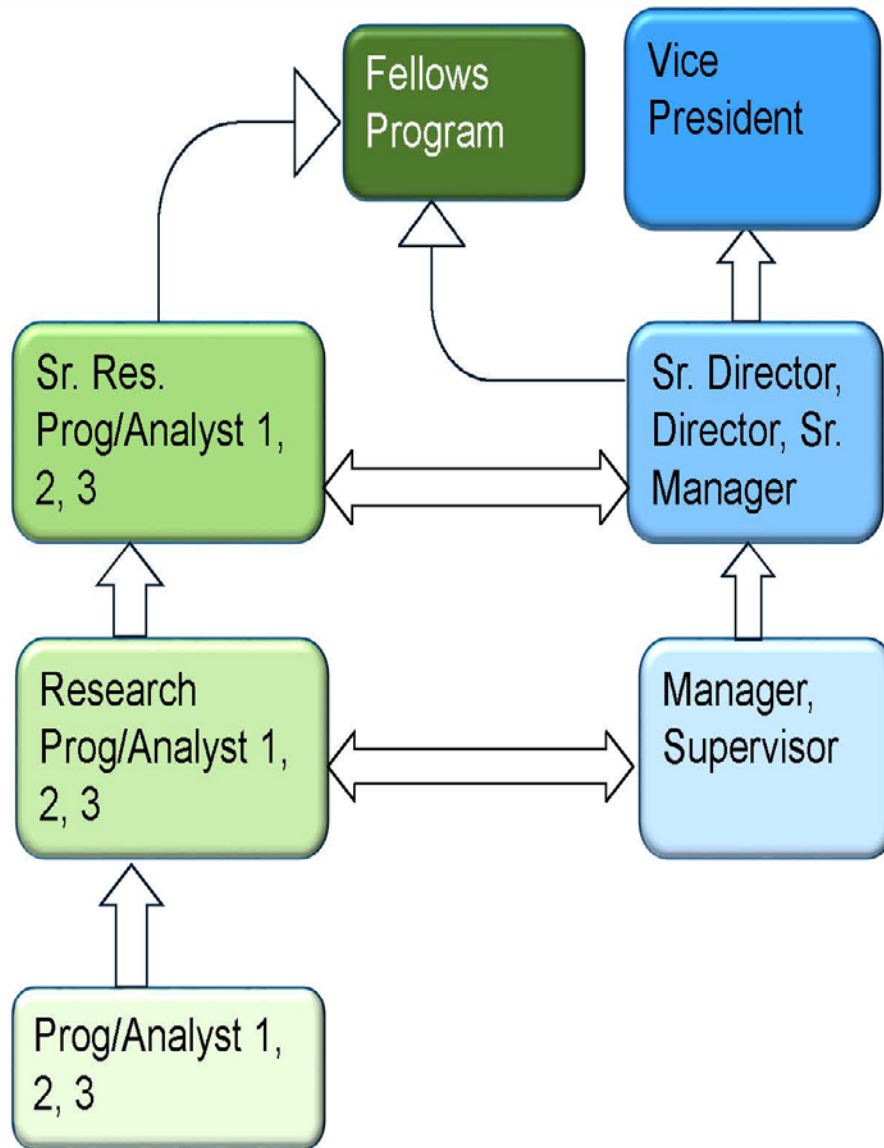 Fellows
Program
Vice
President
Sr. Res.
Prog/Analyst 1,
2, 3
Sr. Director,
Director, Sr.
Manager
Research
Prog/Analyst 1,
2, 3
Manager,
Supervisor
Prog/Analyst 1,
2, 3